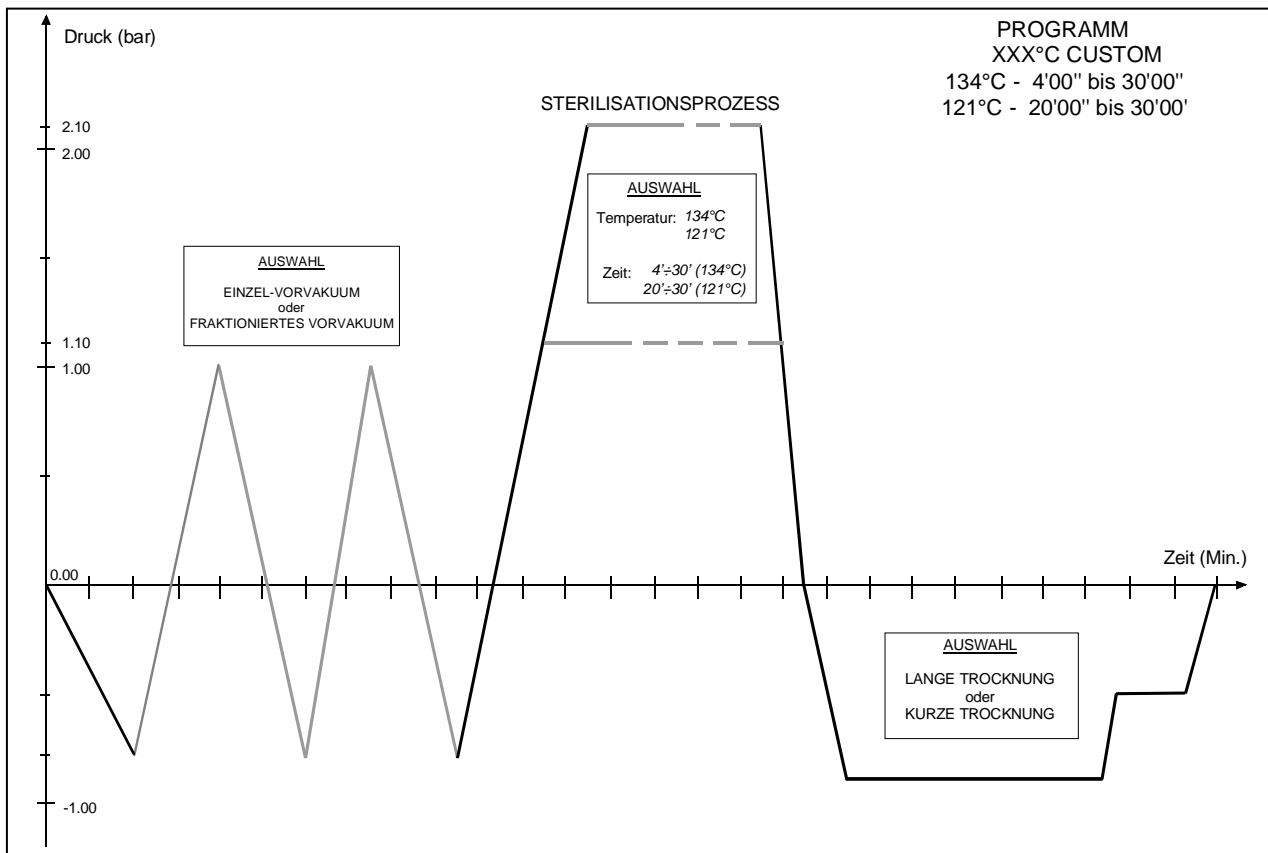 Druck (bar)
PROGRAMM
XXX°C CUSTOM
134°C - 4'00'' bis 30'00''
121°C - 20'00'' bis 30'00'
STERILISATIONSPROZESS
2.10
2.00
AUSWAHL
Temperatur: 134°C
121°C
Zeit: 4'÷30' (134°C)
20'÷30' (121°C)
AUSWAHL
EINZEL-VORVAKUUM
oder
FRAKTIONIERTES VORVAKUUM
1.10
1.00
0.00
Zeit (Min.)
AUSWAHL
LANGE TROCKNUNG
oder
KURZE TROCKNUNG
-1.00